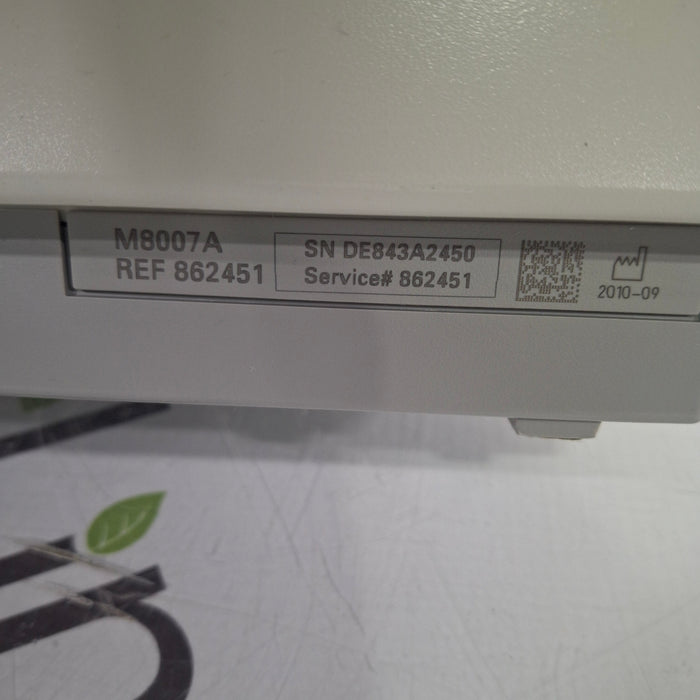 M8007A
REF 862451
SN DE843A2450
Service# 862451
2010-09